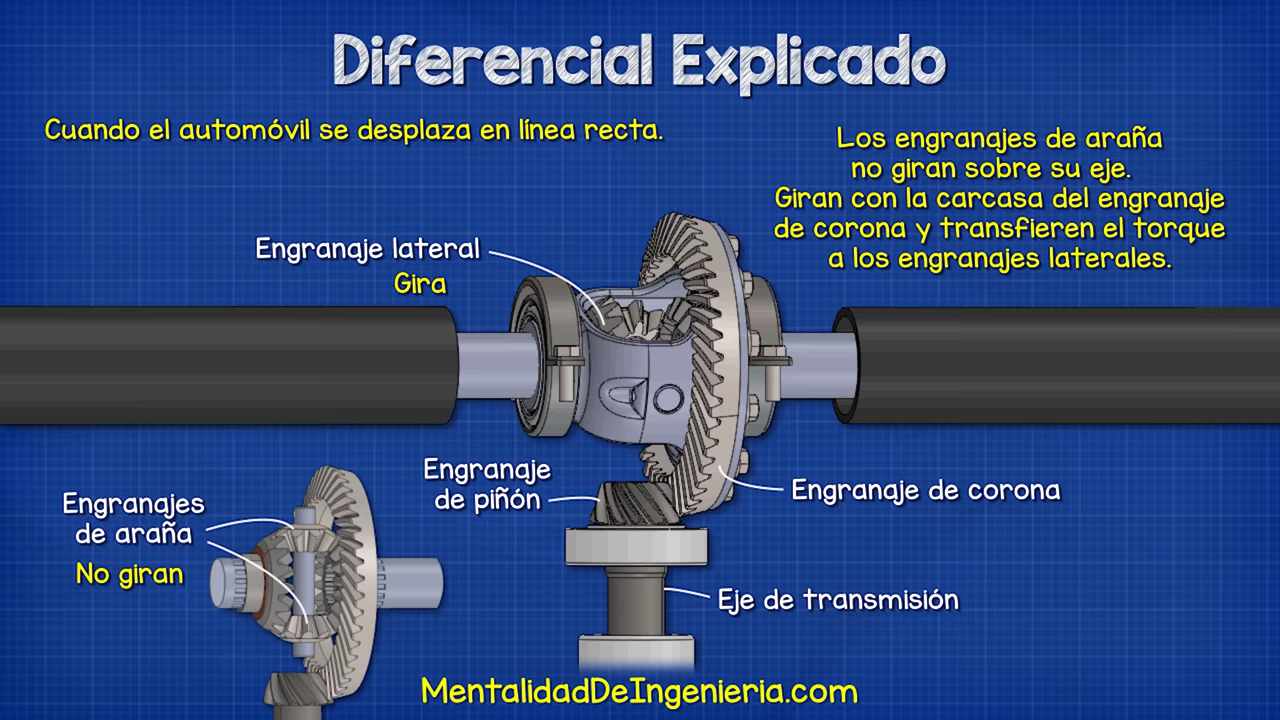 Diferencial Explicado
Cuando el automóvil se desplaza en línea recta.
Los engranajes de araña
no giran sobre su eje.
Giran con la carcasa del engranaje
de corona y transfieren el torque
a los engranajes laterales.
Engranaje lateral
Gira
Engranaje
de piñón
Engranaje de corona
Engranajes
de araña
No giran
Eje de transmisión
MentalidadDeIngenieria.com